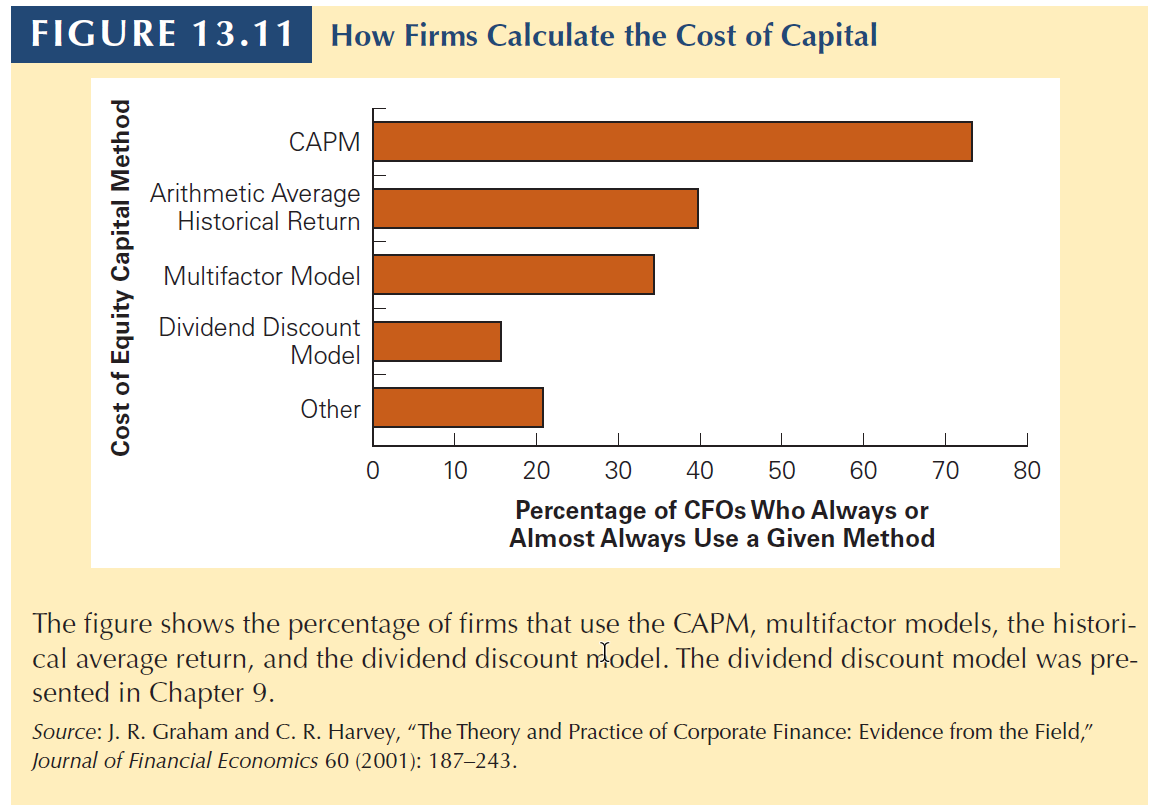 FIGURE 13.11 How Firms Calculate the Cost of Capital
Cost of Equity Capital Method
CAPM
Arithmetic Average
Historical Return
Multifactor Model
Dividend Discount
Model
Other
0 10 20 30 40 50 60 70 80
Percentage of CFOs Who Always or
Almost Always Use a Given Method
The figure shows the percentage of firms that use the CAPM, multifactor models, the histori-
cal average return, and the dividend discount model. The dividend discount model was pre-
sented in Chapter 9.
Source: J. R. Graham and C. R. Harvey, “The Theory and Practice of Corporate Finance: Evidence from the Field,”
Journal of Financial Economics 60 (2001): 187–243.